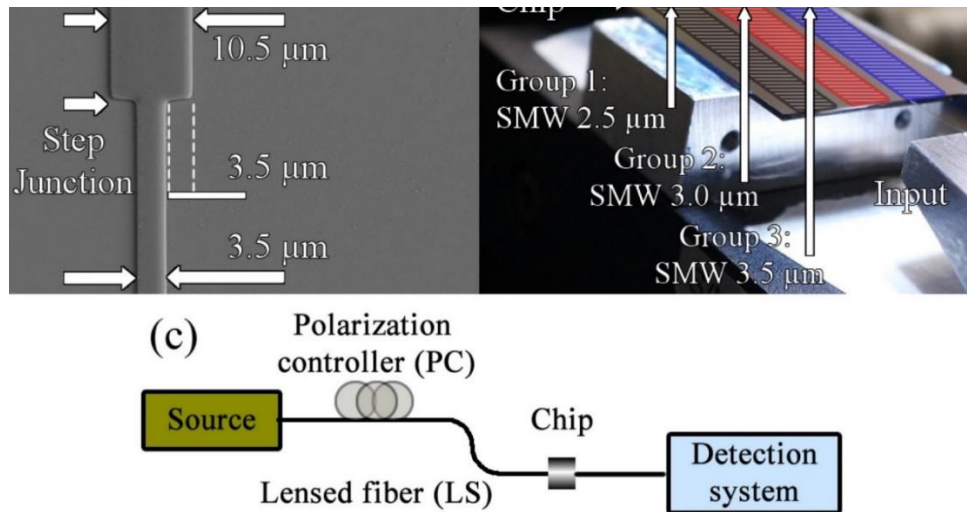 10.5 µm
Step
Junction
3.5 µm
3.5 µm
Chip
Group 1:
SMW 2.5 µm
Group 2:
SMW 3.0 µm
Group 3:
SMW 3.5 µm
Input
(c)
Polarization
controller (PC)
Source
Chip
Lensed fiber (LS)
Detection
system